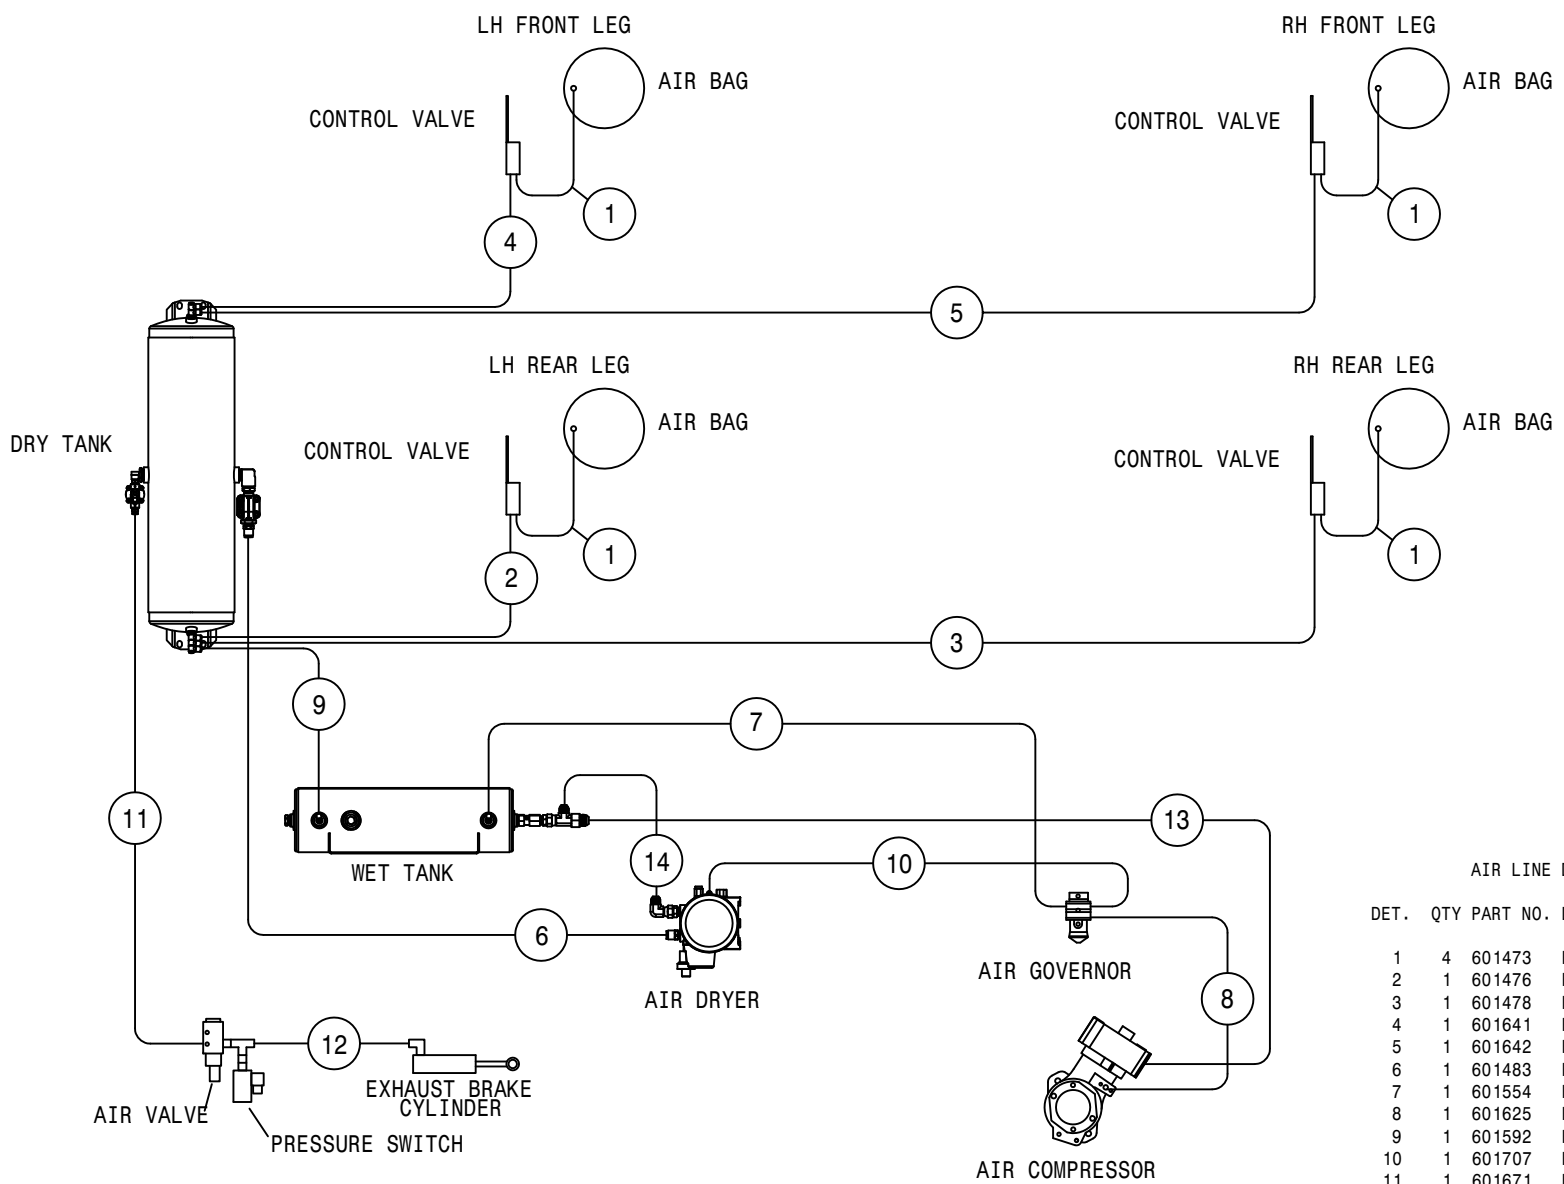 LH FRONT LEG
RH FRONT LEG
AIR BAG
AIR BAG
CONTROL VALVE
CONTROL VALVE
1
1
4
5
LH REAR LEG
RH REAR LEG
AIR BAG
AIR BAG
DRY TANK
CONTROL VALVE
CONTROL VALVE
1
1
2
3
9
7
11
13
14
10
WET TANK
6
AIR GOVERNOR
AIR DRYER
8
12
EXHAUST BRAKE
CYLINDER
AIR VALVE
PRESSURE SWITCH
AIR COMPRESSOR
AIR LINE
DET. QTY PART NO.
1 4 601473
2 1 601476
3 1 601478
4 1 601641
5 1 601642
6 1 601483
7 1 601554
8 1 601625
9 1 601592
10 1 601707
11 1 601671